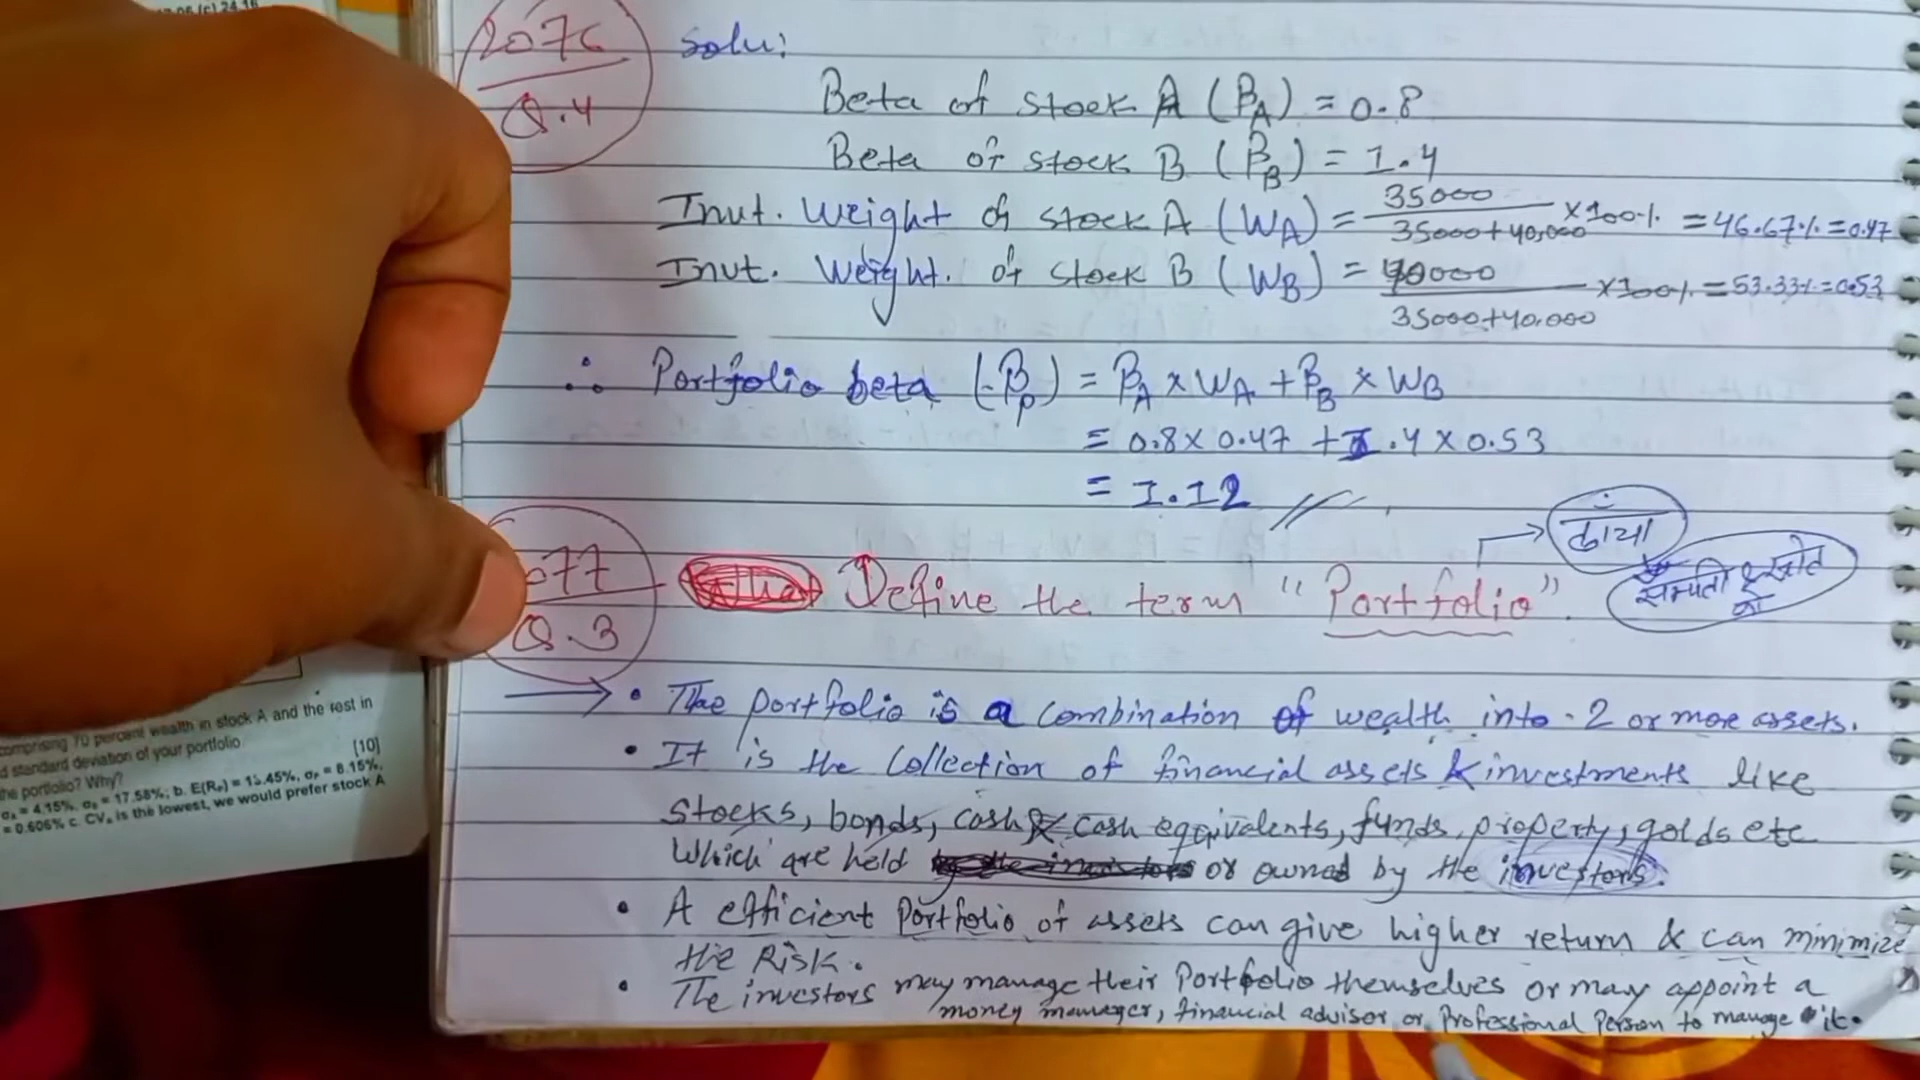 2076
Q.4
Solu:
Beta of stock A (βA) = 0.8
Beta of stock B (βB) = 1.4
Invt. Weight of stock A (WA) = 35000 / 35000+40,000 ×100% = 46.67% = 0.47
Invt. Weight. of stock B (WB) = 40000 / 35000+40,000 ×100% = 53.33% = 0.53
∴ Portfolio beta (βp) = βA × WA + βB × WB
= 0.8 × 0.47 + 1.4 × 0.53
= 1.12
077
Q.3
Define the term "Portfolio".
The portfolio is a combination of wealth into 2 or more assets.
• It is the collection of financial assets & investments like
stocks, bonds, cash & cash eqqivalents, funds, property, golds etc
which are held or owned by the investors.
• A efficient Portfolio of assets can give higher return & can minimize
the Risk.
• The investors may manage their Portfolio themselves or may appoint a
money manager, financial advisor or Professional Person to manage it.
comprising 70 percent wealth in stock A and the rest in
d standard deviation of your portfolio
[10]
the portfolio? Why?
= 4.15%, = 17.58%; b. E(Rp) = %, σp = 8.15%,
= 0.606% c. CVA is the lowest, we would prefer stock A